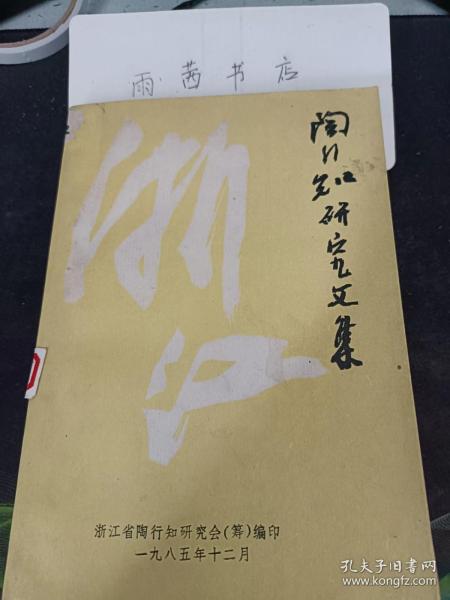 雨茜书店
陶行知研究文集
浙江
浙江省陶行知研究会(筹)编印
一九八五年十二月
孔夫子旧书网
www.kongfz.com